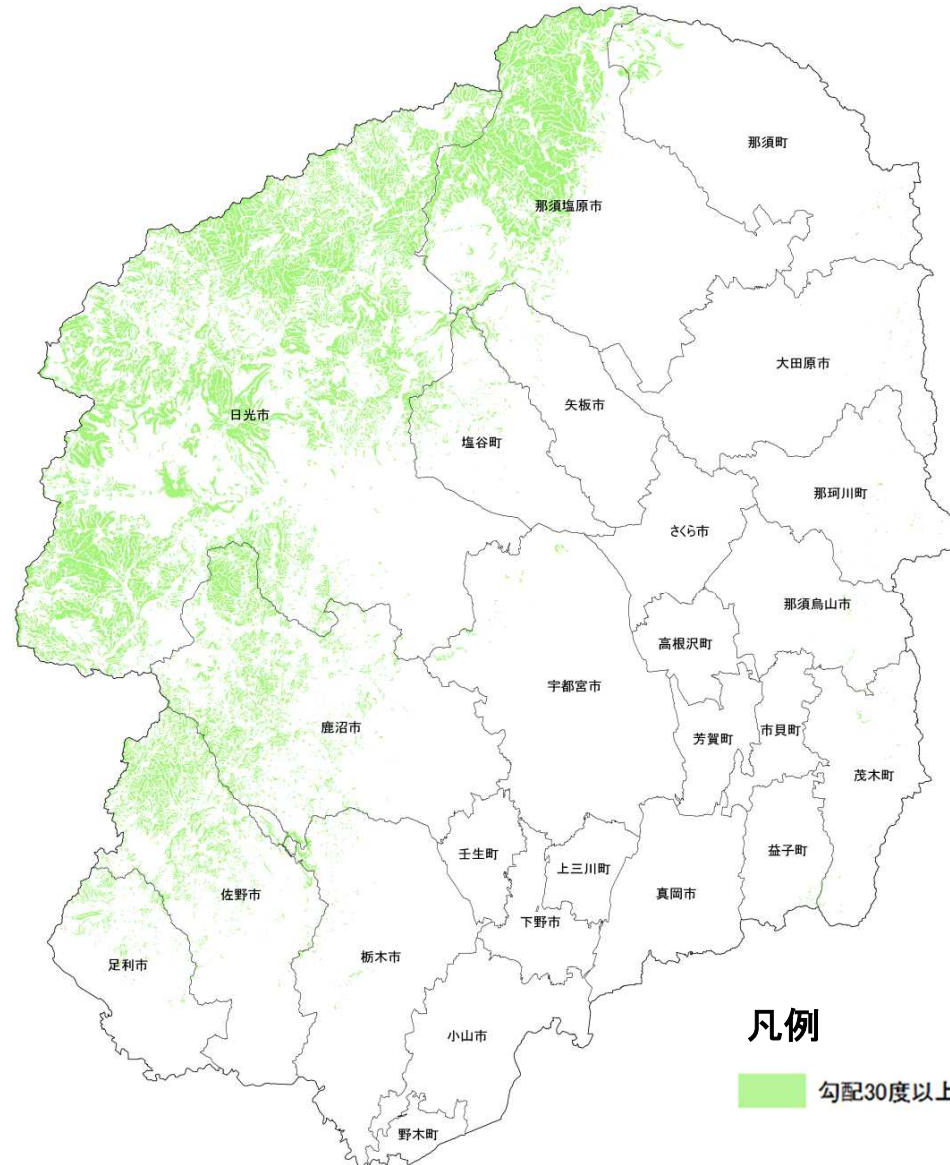 那須町
那須塩原市
大田原市
矢板市
日光市
塩谷町
那珂川町
さくら市
那須烏山市
高根沢町
宇都宮市
鹿沼市
芳賀町
市貝町
茂木町
壬生町
上三川町
益子町
佐野市
真岡市
下野市
栃木市
足利市
小山市
野木町
凡例
勾配30度以上